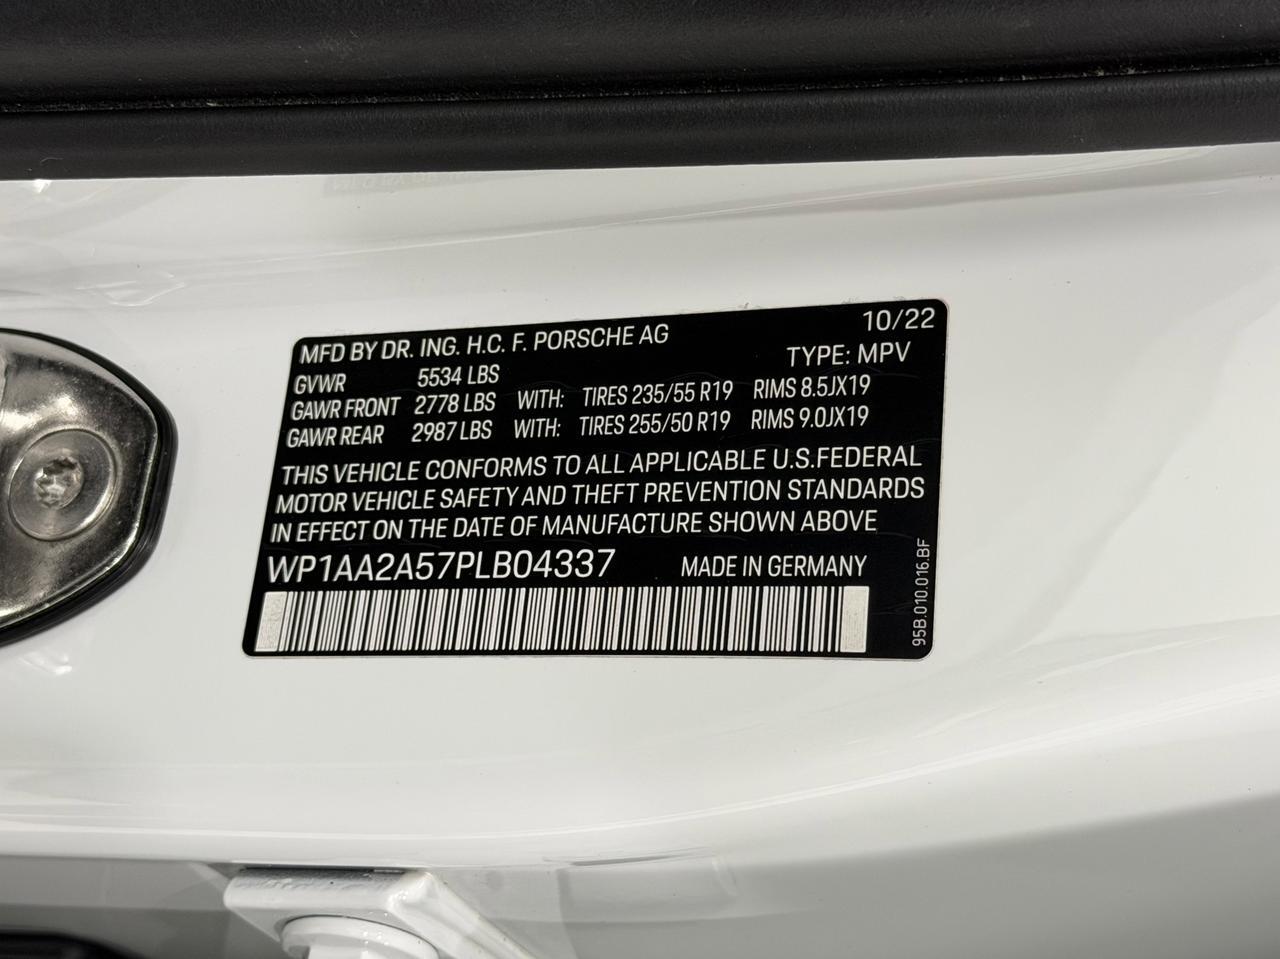 MFD BY DR. ING. H.C. F. PORSCHE AG 10/22
GVWR 5534 LBS TYPE: MPV
GAWR FRONT 2778 LBS WITH: TIRES 235/55 R19 RIMS 8.5JX19
GAWR REAR 2987 LBS WITH: TIRES 255/50 R19 RIMS 9.0JX19
THIS VEHICLE CONFORMS TO ALL APPLICABLE U.S.FEDERAL
MOTOR VEHICLE SAFETY AND THEFT PREVENTION STANDARDS
IN EFFECT ON THE DATE OF MANUFACTURE SHOWN ABOVE
WP1AA2A57PLB04337 MADE IN GERMANY
95B.010.016.BF